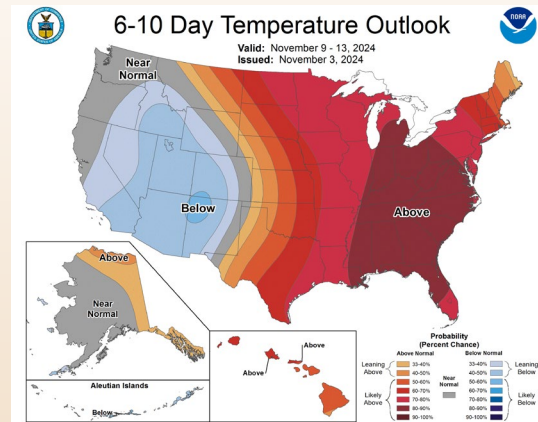 6-10 Day Temperature Outlook
Valid: November 9 - 13, 2024
Issued: November 3, 2024
NOAA
Near
Normal
Below
Above
Above
Near
Normal
Aleutian Islands
Below
Above
Above
Probability
(Percent Chance)
Above Normal
Below Normal
Leaning
Above
Likely
Above
33-40%
40-50%
50-60%
60-70%
70-80%
80-90%
90-100%
Near
Normal
33-40%
40-50%
50-60%
60-70%
70-80%
80-90%
90-100%
Leaning
Below
Likely
Below